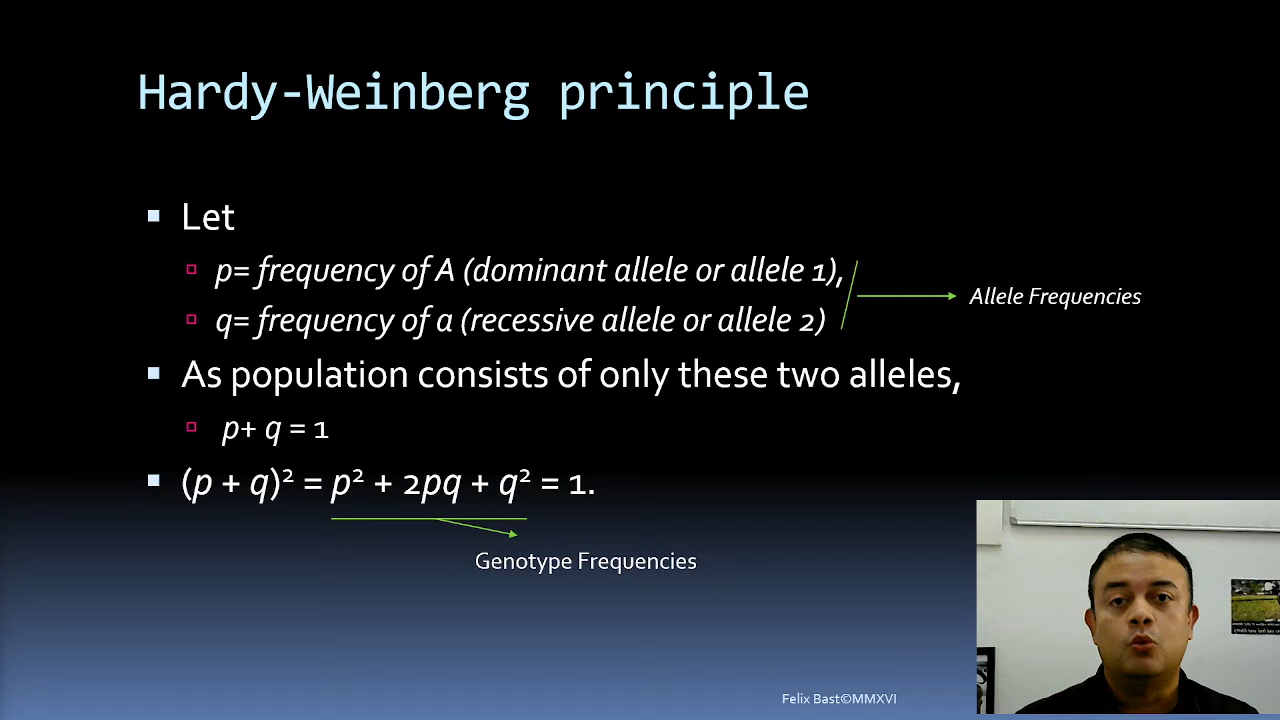 Hardy-Weinberg principle
Let
p= frequency of A (dominant allele or allele 1),
q= frequency of a (recessive allele or allele 2)
Allele Frequencies
As population consists of only these two alleles,
p+ q = 1
(p + q)² = p² + 2pq + q² = 1.
Genotype Frequencies
Felix Bast©MMXVI